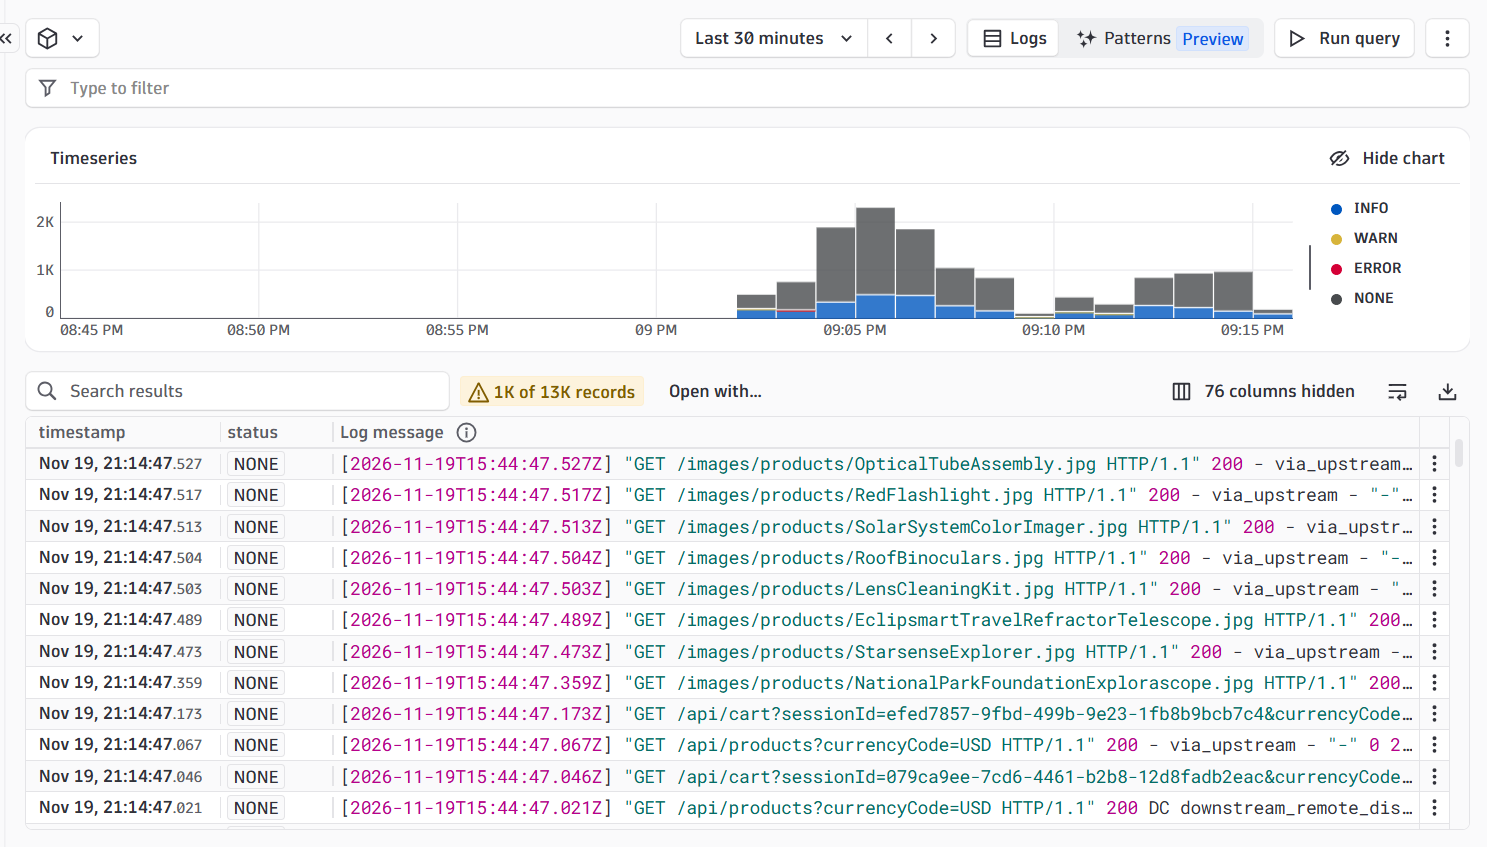 Last 30 minutes Logs Patterns Preview Run query
Type to filter
Timeseries Hide chart
2K
1K
0
08:45 PM 08:50 PM 08:55 PM 09 PM 09:05 PM 09:10 PM 09:15 PM
INFO
WARN
ERROR
NONE
Search results 1K of 13K records Open with... 76 columns hidden
timestamp status Log message
Nov 19, 21:14:47.527 NONE [2026-11-19T15:44:47.527Z] "GET /images/products/OpticalTubeAssembly.jpg HTTP/1.1" 200 - via_upstream…
Nov 19, 21:14:47.517 NONE [2026-11-19T15:44:47.517Z] "GET /images/products/RedFlashlight.jpg HTTP/1.1" 200 - via_upstream - "-"…
Nov 19, 21:14:47.513 NONE [2026-11-19T15:44:47.513Z] "GET /images/products/SolarSystemColorImager.jpg HTTP/1.1" 200 - via_upstr…
Nov 19, 21:14:47.504 NONE [2026-11-19T15:44:47.504Z] "GET /images/products/RoofBinoculars.jpg HTTP/1.1" 200 - via_upstream - "-…
Nov 19, 21:14:47.503 NONE [2026-11-19T15:44:47.503Z] "GET /images/products/LensCleaningKit.jpg HTTP/1.1" 200 - via_upstream - "…
Nov 19, 21:14:47.489 NONE [2026-11-19T15:44:47.489Z] "GET /images/products/EclipsmartTravelRefractorTelescope.jpg HTTP/1.1" 200…
Nov 19, 21:14:47.473 NONE [2026-11-19T15:44:47.473Z] "GET /images/products/StarsenseExplorer.jpg HTTP/1.1" 200 - via_upstream -…
Nov 19, 21:14:47.359 NONE [2026-11-19T15:44:47.359Z] "GET /images/products/NationalParkFoundationExplorascope.jpg HTTP/1.1" 200…
Nov 19, 21:14:47.173 NONE [2026-11-19T15:44:47.173Z] "GET /api/cart?sessionId=efed7857-9fbd-499b-9e23-1fb8b9bcb7c4&currencyCode…
Nov 19, 21:14:47.067 NONE [2026-11-19T15:44:47.067Z] "GET /api/products?currencyCode=USD HTTP/1.1" 200 - via_upstream - "-" 0 2…
Nov 19, 21:14:47.046 NONE [2026-11-19T15:44:47.046Z] "GET /api/cart?sessionId=079ca9ee-7cd6-4461-b2b8-12d8fadb2eac&currencyCode…
Nov 19, 21:14:47.021 NONE [2026-11-19T15:44:47.021Z] "GET /api/products?currencyCode=USD HTTP/1.1" 200 DC downstream_remote_dis…